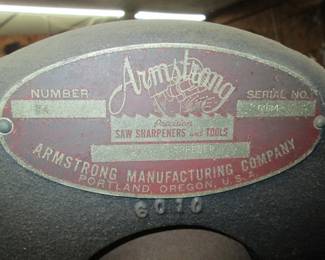 Armstrong
NUMBER
SERIAL NO.
Precision
SAW SHARPENERS and TOOLS
ARMSTRONG MANUFACTURING COMPANY
PORTLAND, OREGON, U.S.A.
6010